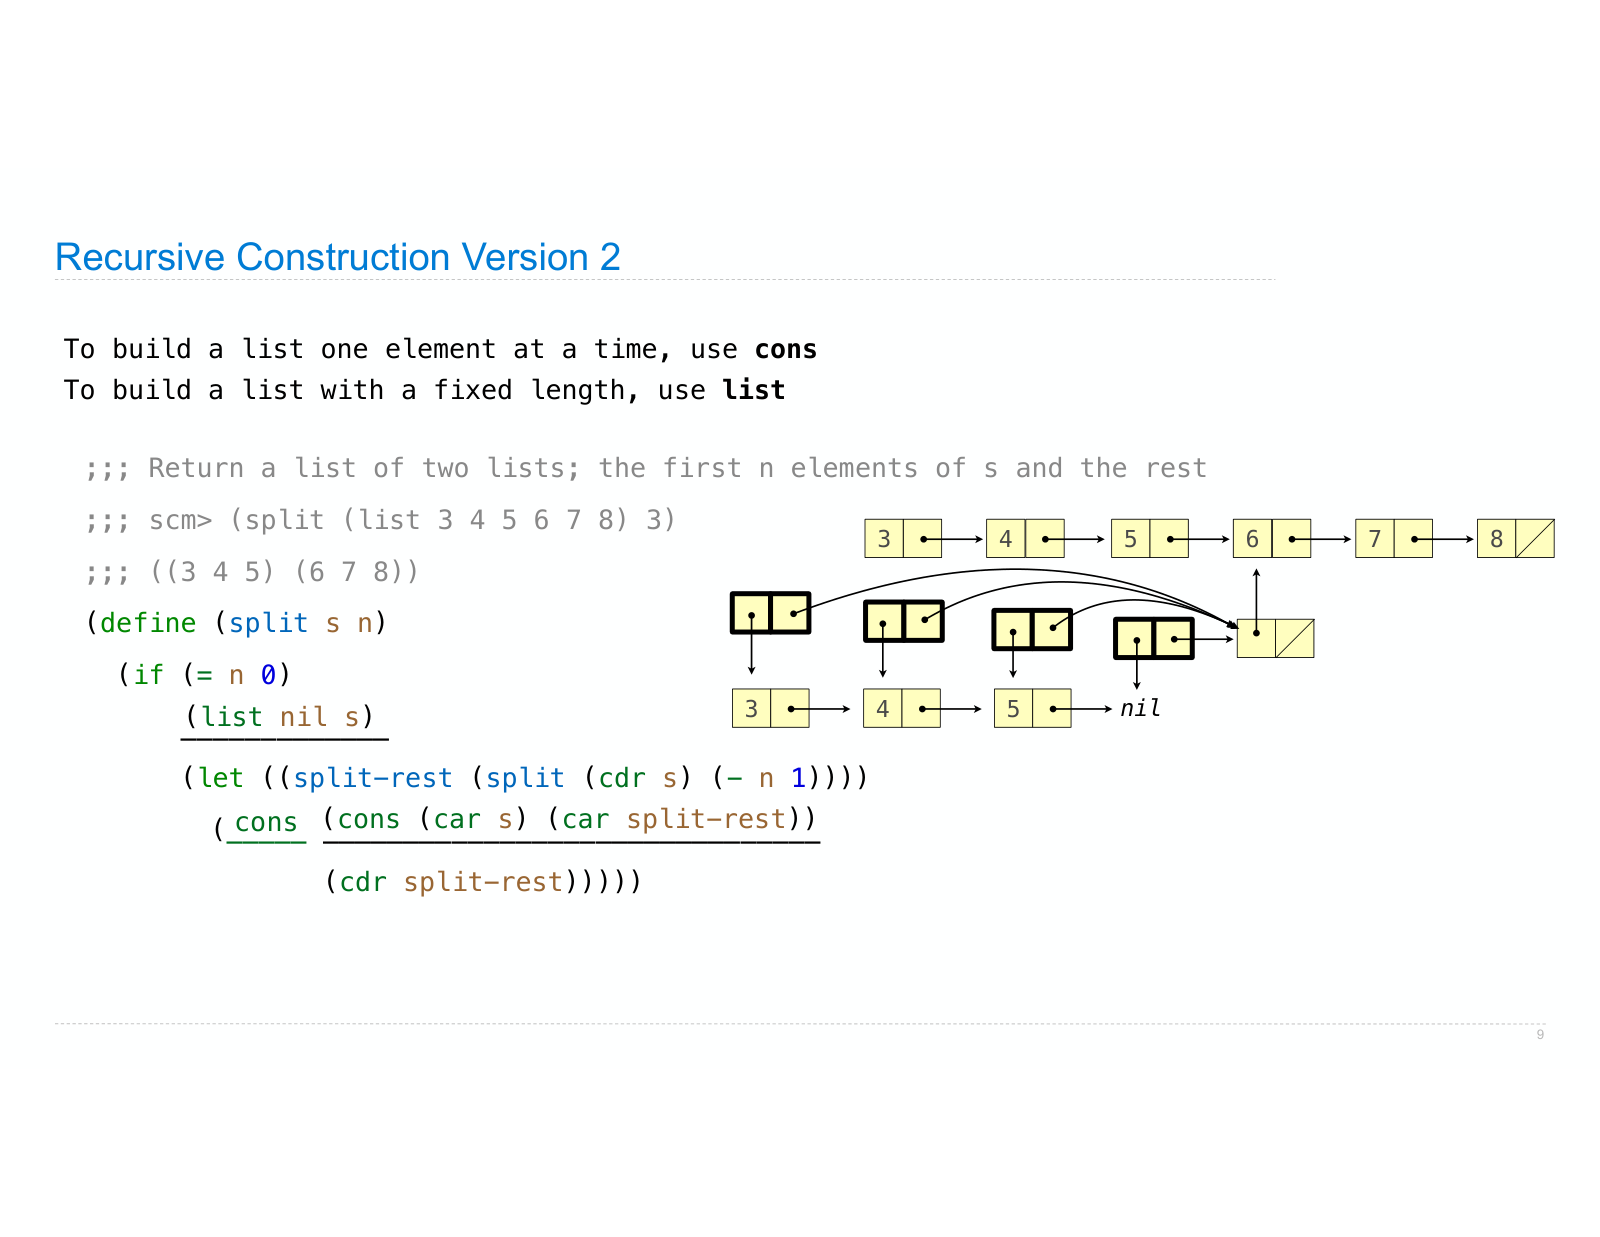 Recursive Construction Version 2
To build a list one element at a time, use cons
To build a list with a fixed length, use list
;;; Return a list of two lists; the first n elements of s and the rest
;;; scm> (split (list 3 4 5 6 7 8) 3)
;;; ((3 4 5) (6 7 8))
(define (split s n)
(if (= n 0)
(list nil s)
(let ((split-rest (split (cdr s) (- n 1))))
(cons (cons (car s) (car split-rest))
(cdr split-rest)))))
3 4 5 6 7 8
3 4 5 nil
9